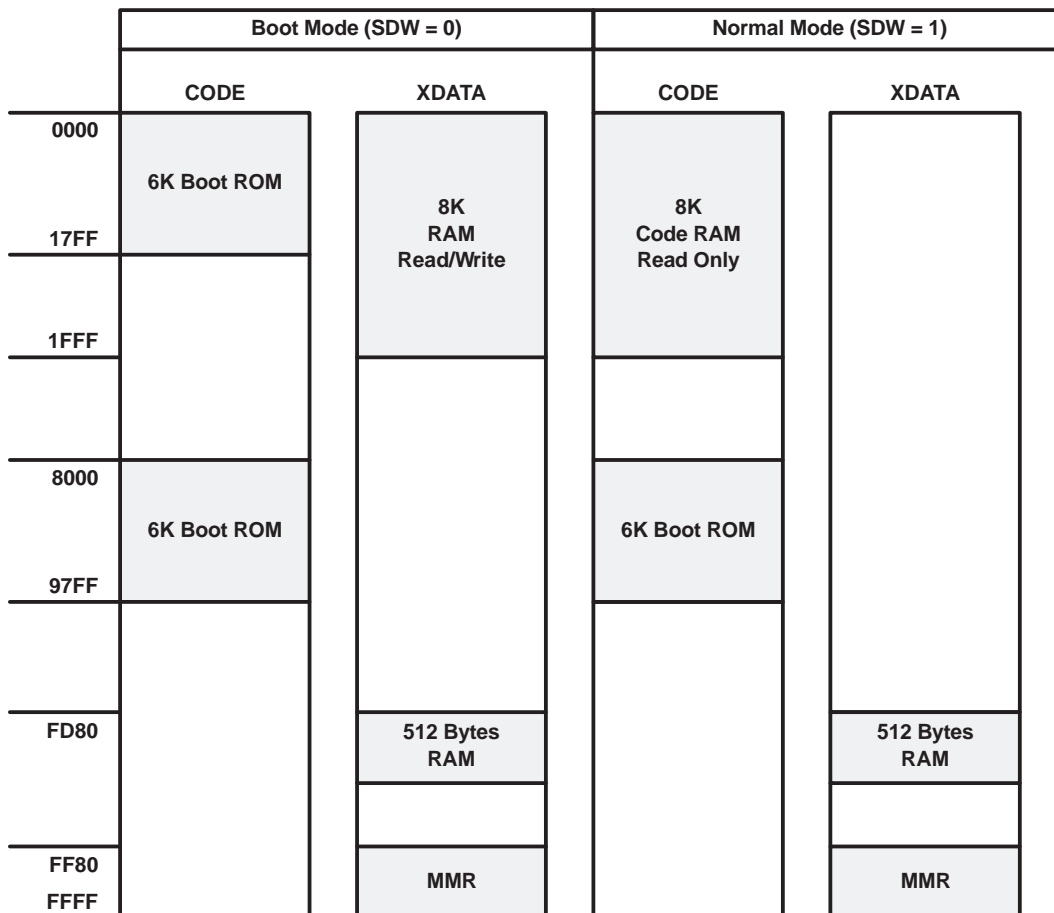 Boot Mode (SDW = 0)
Normal Mode (SDW = 1)
CODE
XDATA
CODE
XDATA
0000
6K Boot ROM
17FF
8K
RAM
Read/Write
8K
Code RAM
Read Only
1FFF
8000
6K Boot ROM
6K Boot ROM
97FF
FD80
512 Bytes
RAM
512 Bytes
RAM
FF80
MMR
MMR
FFFF